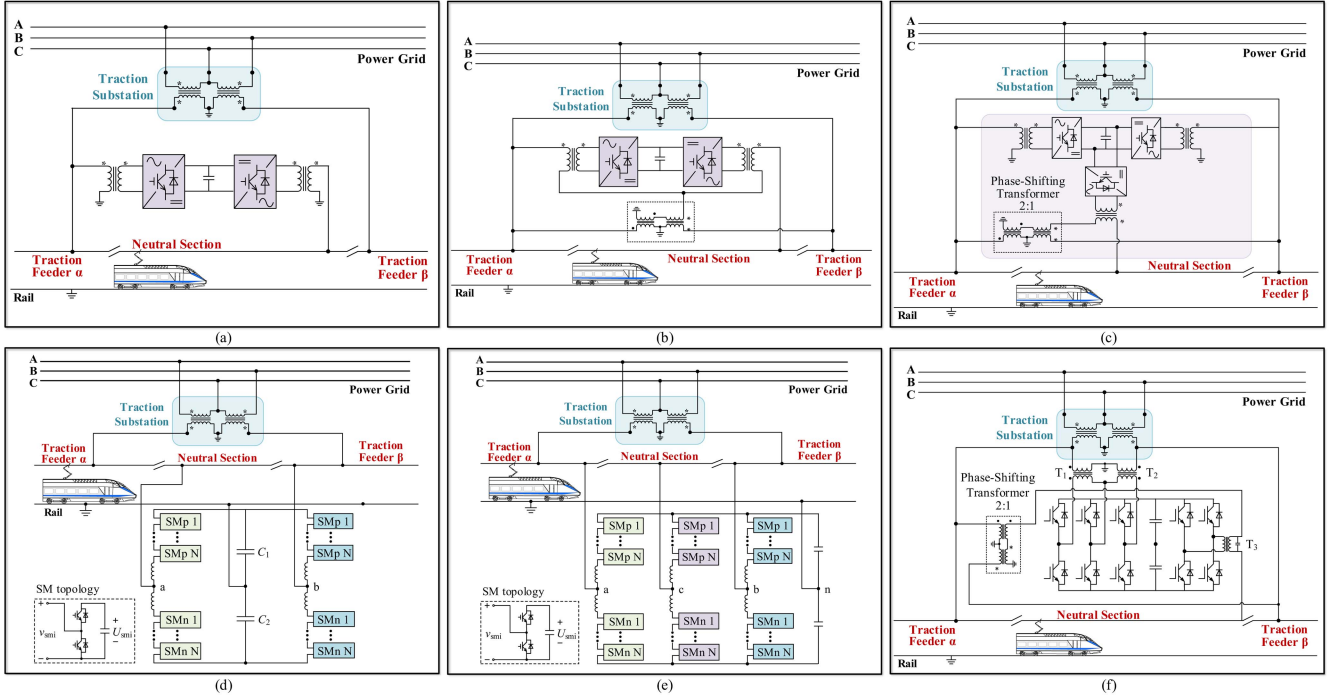 A
B
C
Power Grid
Traction
Substation
* *
* *
* *
Neutral Section
Traction
Feeder α
Traction
Feeder β
Rail
(a)
A
B
C
Power Grid
Traction
Substation
* *
* *
* *
* *
Neutral Section
Traction
Feeder α
Traction
Feeder β
Rail
(b)
A
B
C
Power Grid
Traction
Substation
* *
* *
* *
Phase-Shifting
Transformer
2:1
*
*
* *
*
Neutral Section
Traction
Feeder α
Traction
Feeder β
Rail
(c)
A
B
C
Power Grid
Traction
Substation
* *
* *
Traction
Feeder α
Neutral Section
Traction
Feeder β
Rail
SMp 1
SMp N
SMn 1
SMn N
a
C1
C2
SMp 1
SMp N
SMn 1
SMn N
b
SM topology
+
−
vsmi
+
Usmi
−
(d)
A
B
C
Power Grid
Traction
Substation
* *
* *
Traction
Feeder α
Neutral Section
Traction
Feeder β
Rail
SMp 1
SMp N
SMn 1
SMn N
a
SMp 1
SMp N
SMn 1
SMn N
c
SMp 1
SMp N
SMn 1
SMn N
b
n
SM topology
+
−
vsmi
+
Usmi
−
(e)
A
B
C
Power Grid
Traction
Substation
* *
* *
T1
T2
Phase-Shifting
Transformer
2:1
*
*
T3
Neutral Section
Traction
Feeder α
Traction
Feeder β
Rail
(f)